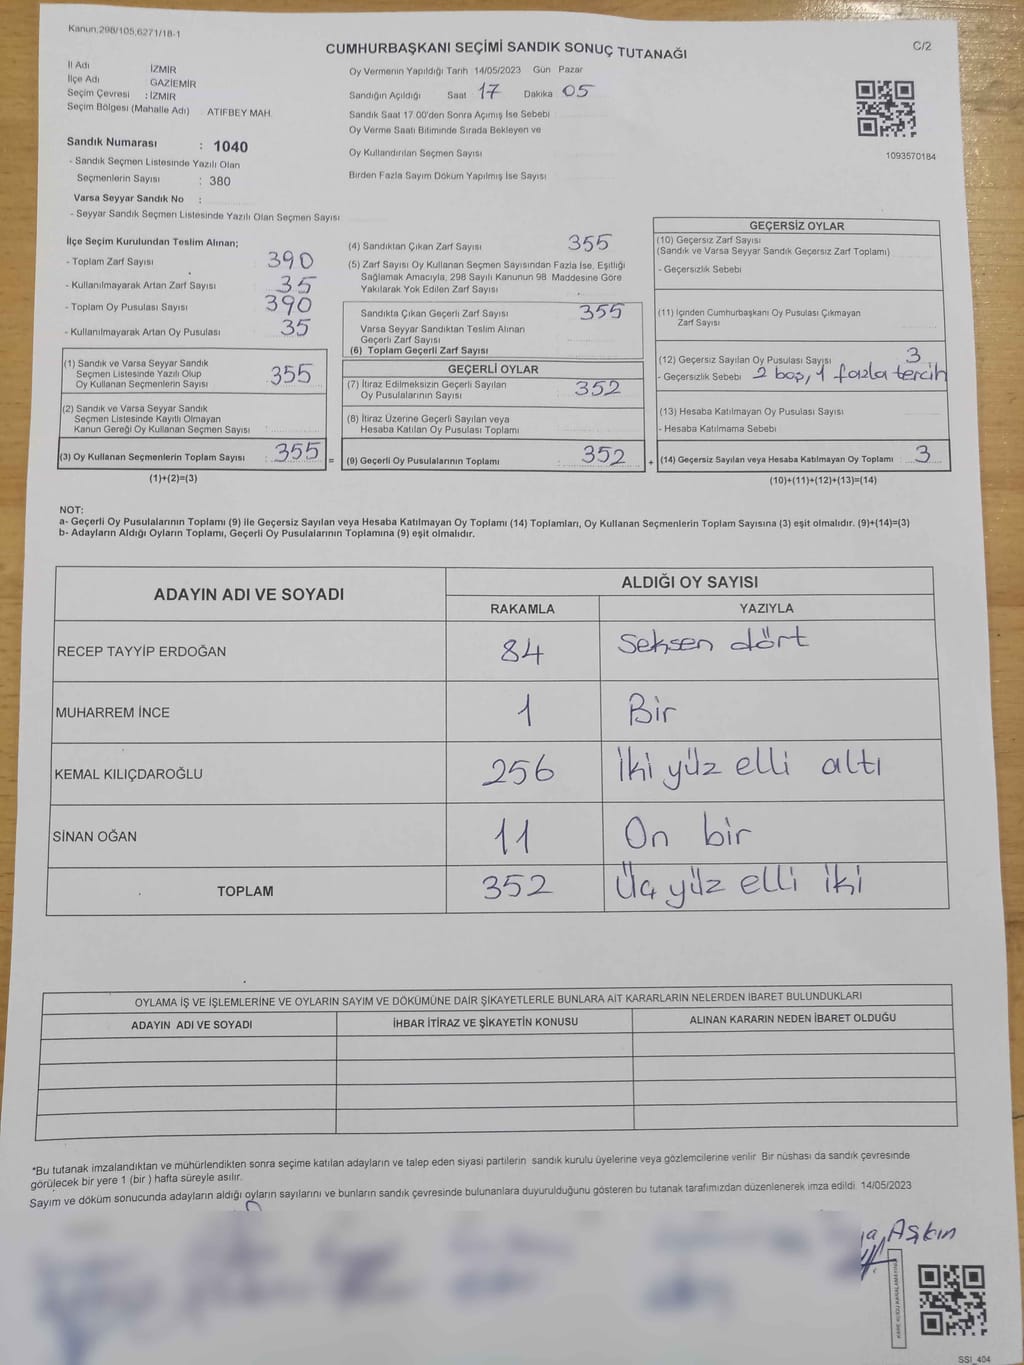 Kanun,298/105,6271/18-1
CUMHURBAŞKANI SEÇİMİ SANDIK SONUÇ TUTANAĞI
C/2
İl Adı İZMİR
İlçe Adı GAZİEMİR
Seçim Çevresi : İZMİR
Seçim Bölgesi (Mahalle Adı) ATIFBEY MAH.
Oy Vermenin Yapıldığı Tarih 14/05/2023 Gün Pazar
Sandığın Açıldığı Saat 17 Dakika 05
Sandık Saat 17.00'den Sonra Açımış İse Sebebi
Oy Verme Saati Bitiminde Sırada Bekleyen ve
Oy Kullandırılan Seçmen Sayısı
Birden Fazla Sayım Döküm Yapılmış İse Sayısı
1093570184
Sandık Numarası : 1040
- Sandık Seçmen Listesinde Yazılı Olan
Seçmenlerin Sayısı : 380
Varsa Seyyar Sandık No :
- Seyyar Sandık Seçmen Listesinde Yazılı Olan Seçmen Sayısı
İlçe Seçim Kurulundan Teslim Alınan;
- Toplam Zarf Sayısı 390
- Kullanılmayarak Artan Zarf Sayısı 35
- Toplam Oy Pusulası Sayısı 390
- Kullanılmayarak Artan Oy Pusulası 35
(1) Sandık ve Varsa Seyyar Sandık
Seçmen Listesinde Yazılı Olup
Oy Kullanan Seçmenlerin Sayısı 355
(2) Sandık ve Varsa Seyyar Sandık
Seçmen Listesinde Kayıtlı Olmayan
Kanun Gereği Oy Kullanan Seçmen Sayısı :
(3) Oy Kullanan Seçmenlerin Toplam Sayısı : 355 =
(1)+(2)=(3)
(4) Sandıktan Çıkan Zarf Sayısı 355
(5) Zarf Sayısı Oy Kullanan Seçmen Sayısından Fazla İse, Eşitliği
Sağlamak Amacıyla, 298 Sayılı Kanunun 98 Maddesine Göre
Yakılarak Yok Edilen Zarf Sayısı
Sandıkta Çıkan Geçerli Zarf Sayısı 355
Varsa Seyyar Sandıktan Teslim Alınan
Geçerli Zarf Sayısı
(6) Toplam Geçerli Zarf Sayısı
GEÇERLİ OYLAR
(7) İtiraz Edilmeksizin Geçerli Sayılan
Oy Pusulalarının Sayısı 352
(8) İtiraz Üzerine Geçerli Sayılan veya
Hesaba Katılan Oy Pusulası Toplamı
(9) Geçerli Oy Pusulalarının Toplamı 352 +
GEÇERSİZ OYLAR
(10) Geçersiz Zarf Sayısı
(Sandık ve Varsa Seyyar Sandık Geçersiz Zarf Toplamı)
- Geçersizlik Sebebi
(11) İçinden Cumhurbaşkanı Oy Pusulası Çıkmayan
Zarf Sayısı
(12) Geçersiz Sayılan Oy Pusulası Sayısı 3
- Geçersizlik Sebebi 2 boş, 1 fazla tercih
(13) Hesaba Katılmayan Oy Pusulası Sayısı
- Hesaba Katılmama Sebebi
(14) Geçersiz Sayılan veya Hesaba Katılmayan Oy Toplamı 3
(10)+(11)+(12)+(13)=(14)
NOT:
a- Geçerli Oy Pusulalarının Toplamı (9) ile Geçersiz Sayılan veya Hesaba Katılmayan Oy Toplamı (14) Toplamları, Oy Kullanan Seçmenlerin Toplam Sayısına (3) eşit olmalıdır. (9)+(14)=(3)
b- Adayların Aldığı Oyların Toplamı, Geçerli Oy Pusulalarının Toplamına (9) eşit olmalıdır.
ADAYIN ADI VE SOYADI ALDIĞI OY SAYISI
RAKAMLA YAZIYLA
RECEP TAYYİP ERDOĞAN 84 Seksen dört
MUHARREM İNCE 1 Bir
KEMAL KILIÇDAROĞLU 256 İki yüz elli altı
SİNAN OĞAN 11 On bir
TOPLAM 352 Üç yüz elli iki
OYLAMA İŞ VE İŞLEMLERİNE VE OYLARIN SAYIM VE DÖKÜMÜNE DAİR ŞİKAYETLERLE BUNLARA AİT KARARLARIN NELERDEN İBARET BULUNDUKLARI
ADAYIN ADI VE SOYADI İHBAR İTİRAZ VE ŞİKAYETİN KONUSU ALINAN KARARIN NEDEN İBARET OLDUĞU
*Bu tutanak imzalandıktan ve mühürlendikten sonra seçime katılan adayların ve talep eden siyasi partilerin sandık kurulu üyelerine veya gözlemcilerine verilir Bir nüshası da sandık çevresinde
görülecek bir yere 1 (bir ) hafta süreyle asılır.
Sayım ve döküm sonucunda adayların aldığı oyların sayılarını ve bunların sandık çevresinde bulunanlara duyurulduğunu gösteren bu tutanak tarafımızdan düzenlenerek imza edildi. 14/05/2023
Aşkın
SSI_404